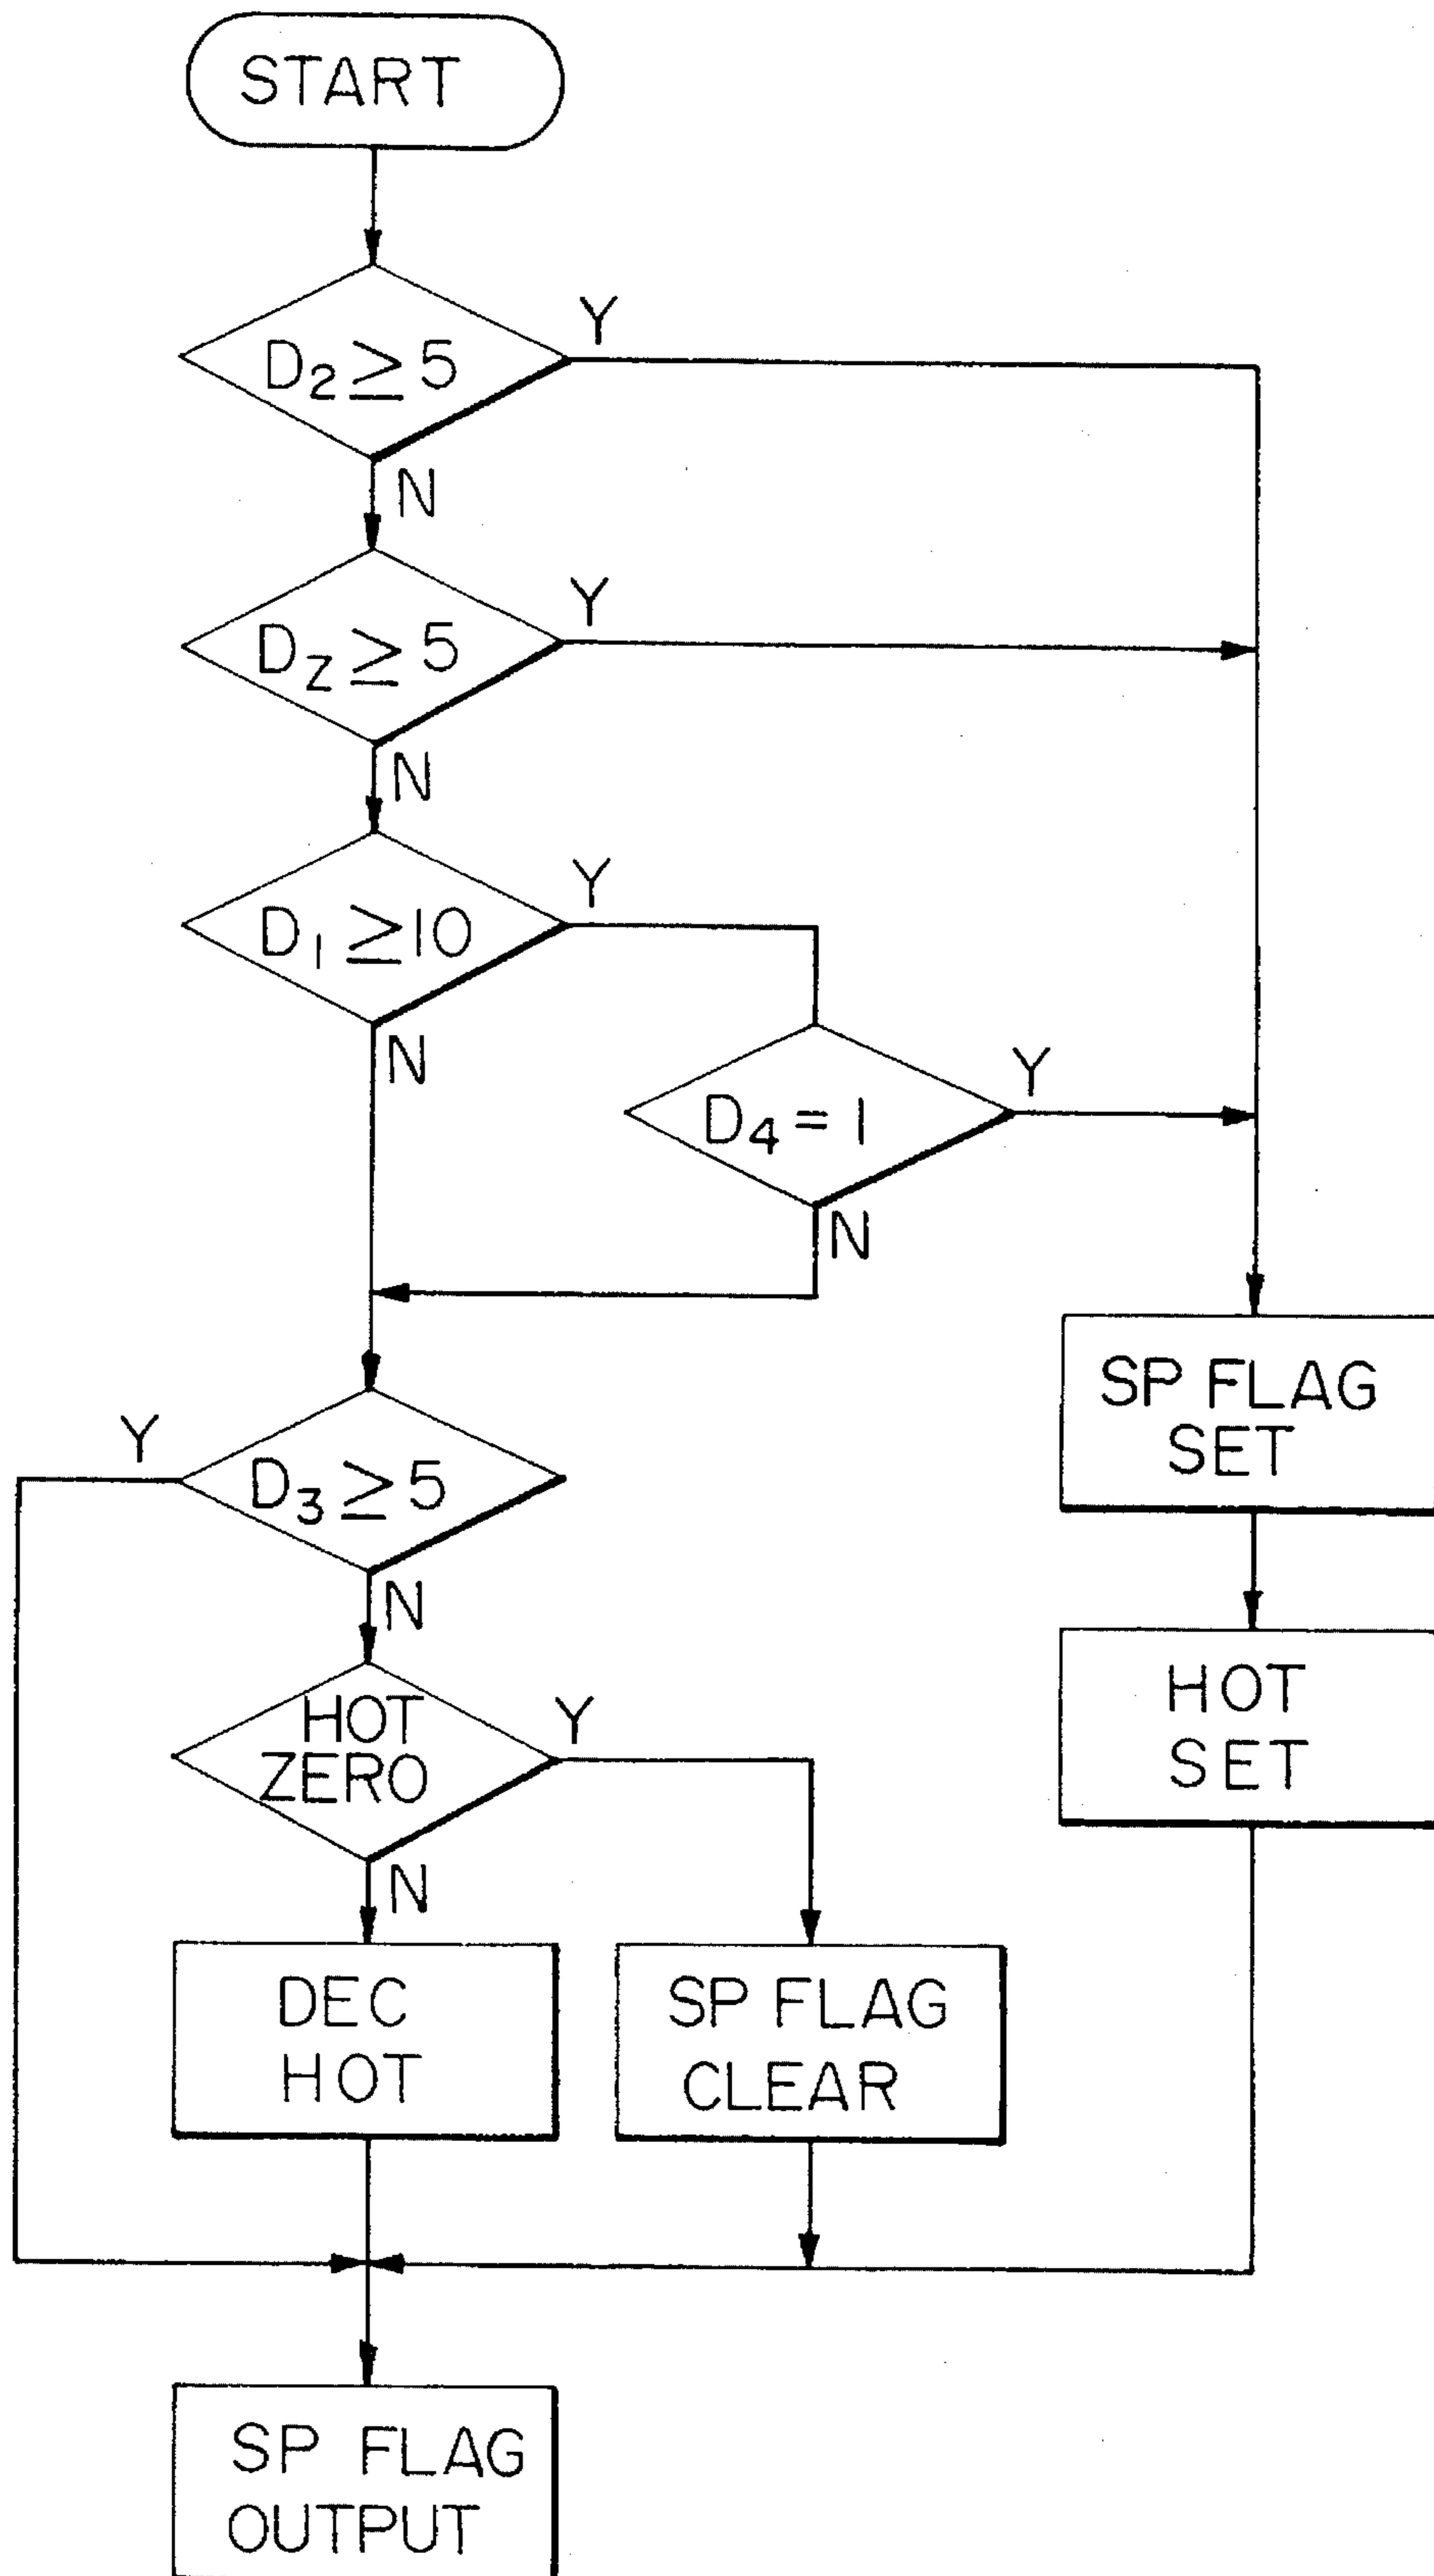 START
D₂ ≥ 5
Y
N
D_Z ≥ 5
Y
N
D₁ ≥ 10
Y
N
D₄ = 1
Y
N
D₃ ≥ 5
Y
N
SP FLAG
SET
HOT
ZERO
Y
N
HOT
SET
DEC
HOT
SP FLAG
CLEAR
SP FLAG
OUTPUT